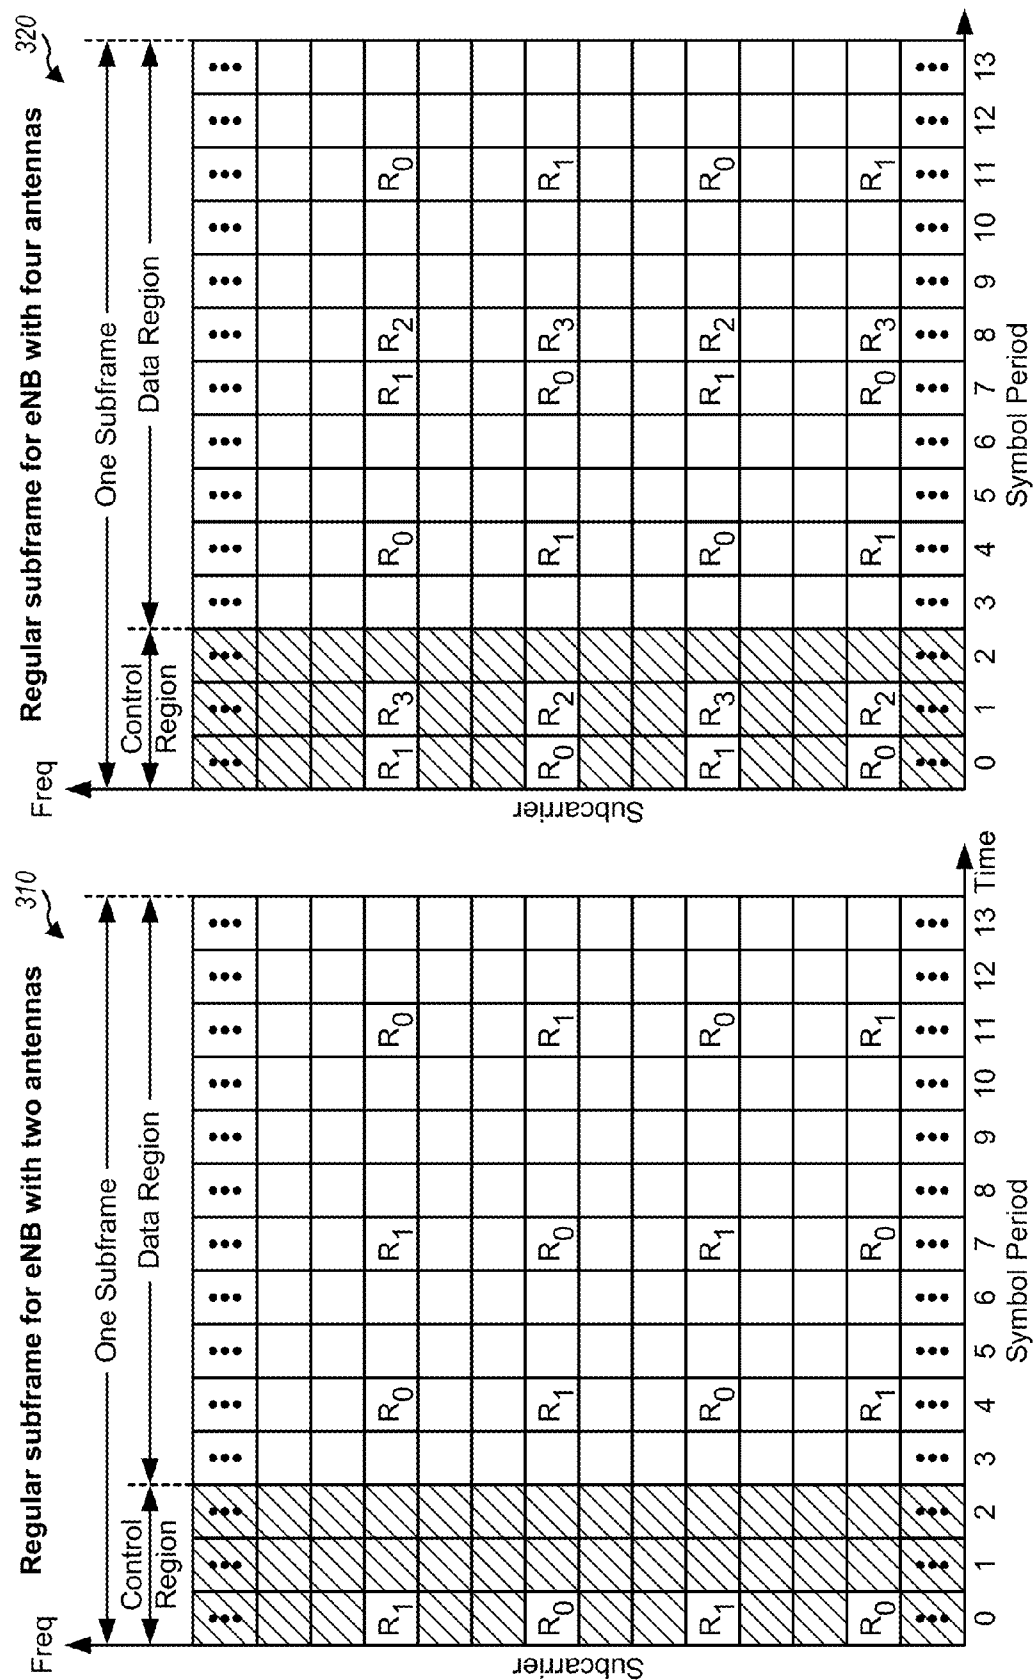 Regular subframe for eNB with two antennas
310
Freq
One Subframe
Control
Region
Data Region
Subcarrier
••• ••• ••• ••• ••• ••• ••• ••• ••• ••• ••• ••• ••• •••
R1 R0 R1 R0
R0 R1 R0 R1
R1 R0 R1 R0
R0 R1 R0 R1
••• ••• ••• ••• ••• ••• ••• ••• ••• ••• ••• ••• ••• •••
0 1 2 3 4 5 6 7 8 9 10 11 12 13 Time
Symbol Period
Regular subframe for eNB with four antennas
320
Freq
One Subframe
Control
Region
Data Region
Subcarrier
••• ••• ••• ••• ••• ••• ••• ••• ••• ••• ••• ••• ••• •••
R1 R3 R0 R1 R2 R0
R0 R2 R1 R0 R3 R1
R1 R3 R0 R1 R2 R0
R0 R2 R1 R0 R3 R1
••• ••• ••• ••• ••• ••• ••• ••• ••• ••• ••• ••• ••• •••
0 1 2 3 4 5 6 7 8 9 10 11 12 13
Symbol Period